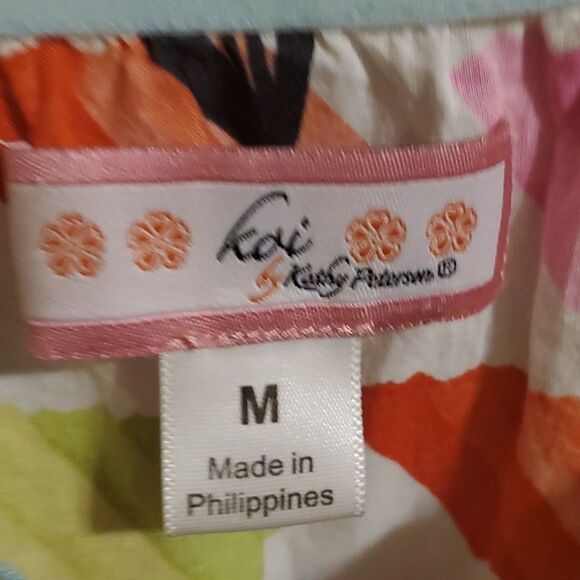 koi
by Kathy Peterson®
M
Made in
Philippines